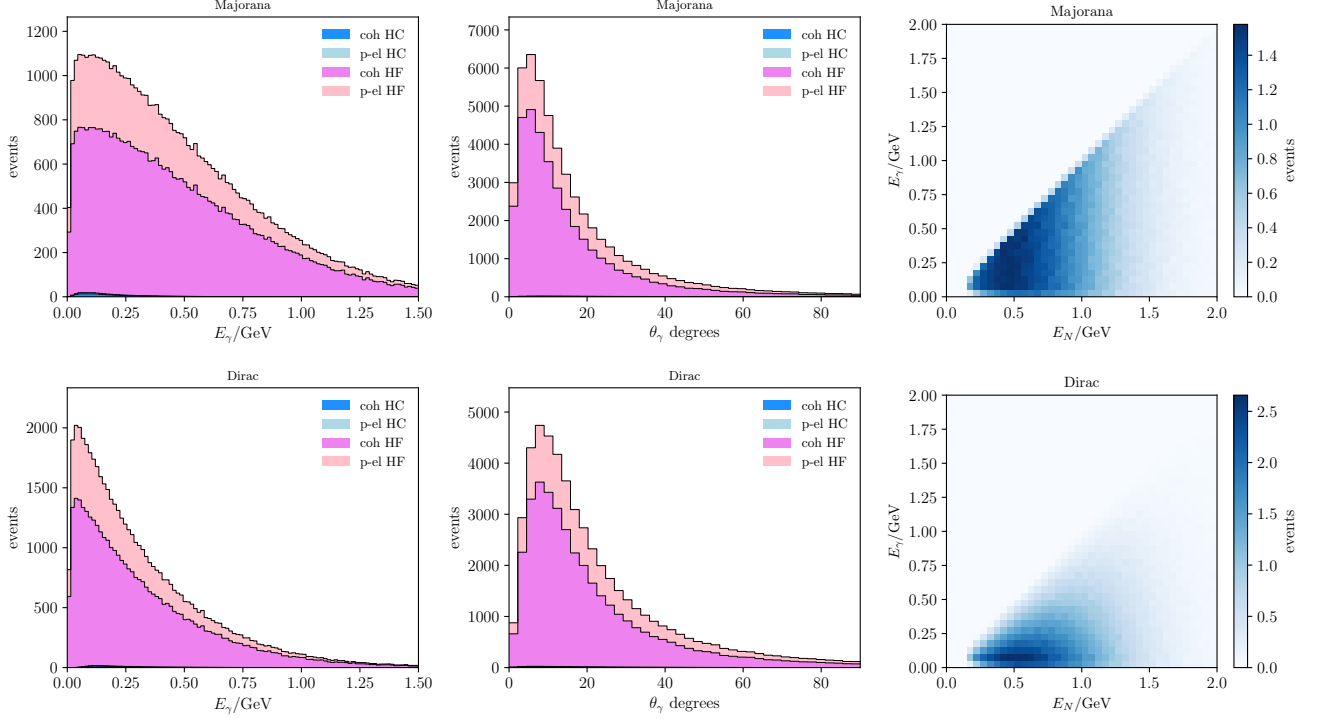 Majorana
1200
1000
800
600
400
200
0
events
0.00 0.25 0.50 0.75 1.00 1.25 1.50
E_γ/GeV
coh HC
p-el HC
coh HF
p-el HF
Majorana
7000
6000
5000
4000
3000
2000
1000
0
events
0 20 40 60 80
θ_γ degrees
coh HC
p-el HC
coh HF
p-el HF
Majorana
2.00
1.75
1.50
1.25
1.00
0.75
0.50
0.25
0.00
E_γ/GeV
0.0 0.5 1.0 1.5 2.0
E_N/GeV
1.4
1.2
1.0
0.8
0.6
0.4
0.2
0.0
events
Dirac
2000
1500
1000
500
0
events
0.00 0.25 0.50 0.75 1.00 1.25 1.50
E_γ/GeV
coh HC
p-el HC
coh HF
p-el HF
Dirac
5000
4000
3000
2000
1000
0
events
0 20 40 60 80
θ_γ degrees
coh HC
p-el HC
coh HF
p-el HF
Dirac
2.00
1.75
1.50
1.25
1.00
0.75
0.50
0.25
0.00
E_γ/GeV
0.0 0.5 1.0 1.5 2.0
E_N/GeV
2.5
2.0
1.5
1.0
0.5
0.0
events